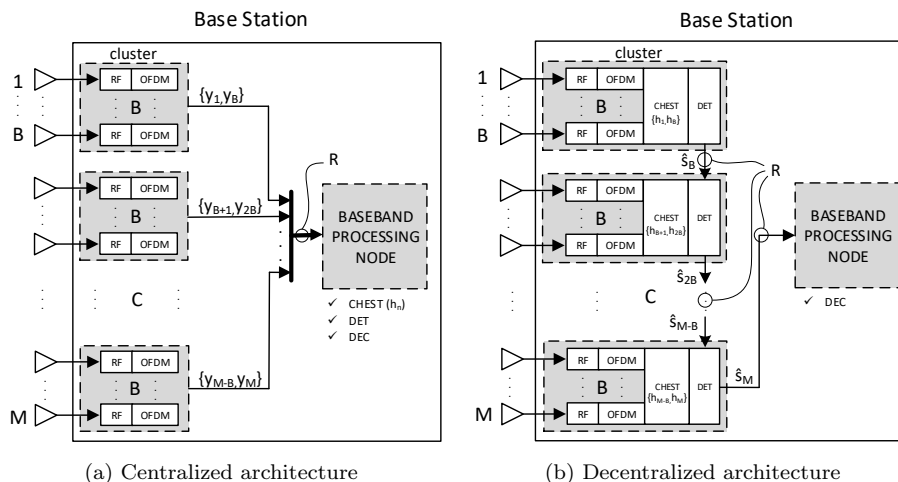 Base Station
cluster
1
RF OFDM
B
{y1,yB}
B
RF OFDM
R
RF OFDM
B
{yB+1,y2B}
RF OFDM
BASEBAND
PROCESSING
NODE
C
✓ CHEST (hn)
✓ DET
✓ DEC
RF OFDM
B
{yM-B,yM}
M
RF OFDM
(a) Centralized architecture
Base Station
cluster
1
RF OFDM
B
CHEST
{h1,hB}
DET
B
RF OFDM
ŝB
R
RF OFDM
B
CHEST
{hB+1,h2B}
DET
RF OFDM
BASEBAND
PROCESSING
NODE
ŝ2B
C
✓ DEC
ŝM-B
RF OFDM
B
CHEST
{hM-B,hM}
DET
ŝM
M
RF OFDM
(b) Decentralized architecture